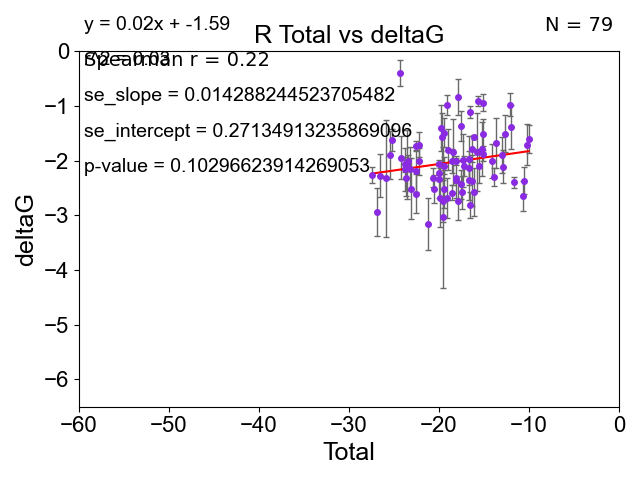 y = 0.02x + -1.59
N = 79
R Total vs deltaG
Spearman r = 0.22
se_slope = 0.014288244523705482
se_intercept = 0.27134913235869096
p-value = 0.10296623914269053
deltaG
0
−1
−2
−3
−4
−5
−6
−60
−50
−40
−30
−20
−10
0
Total